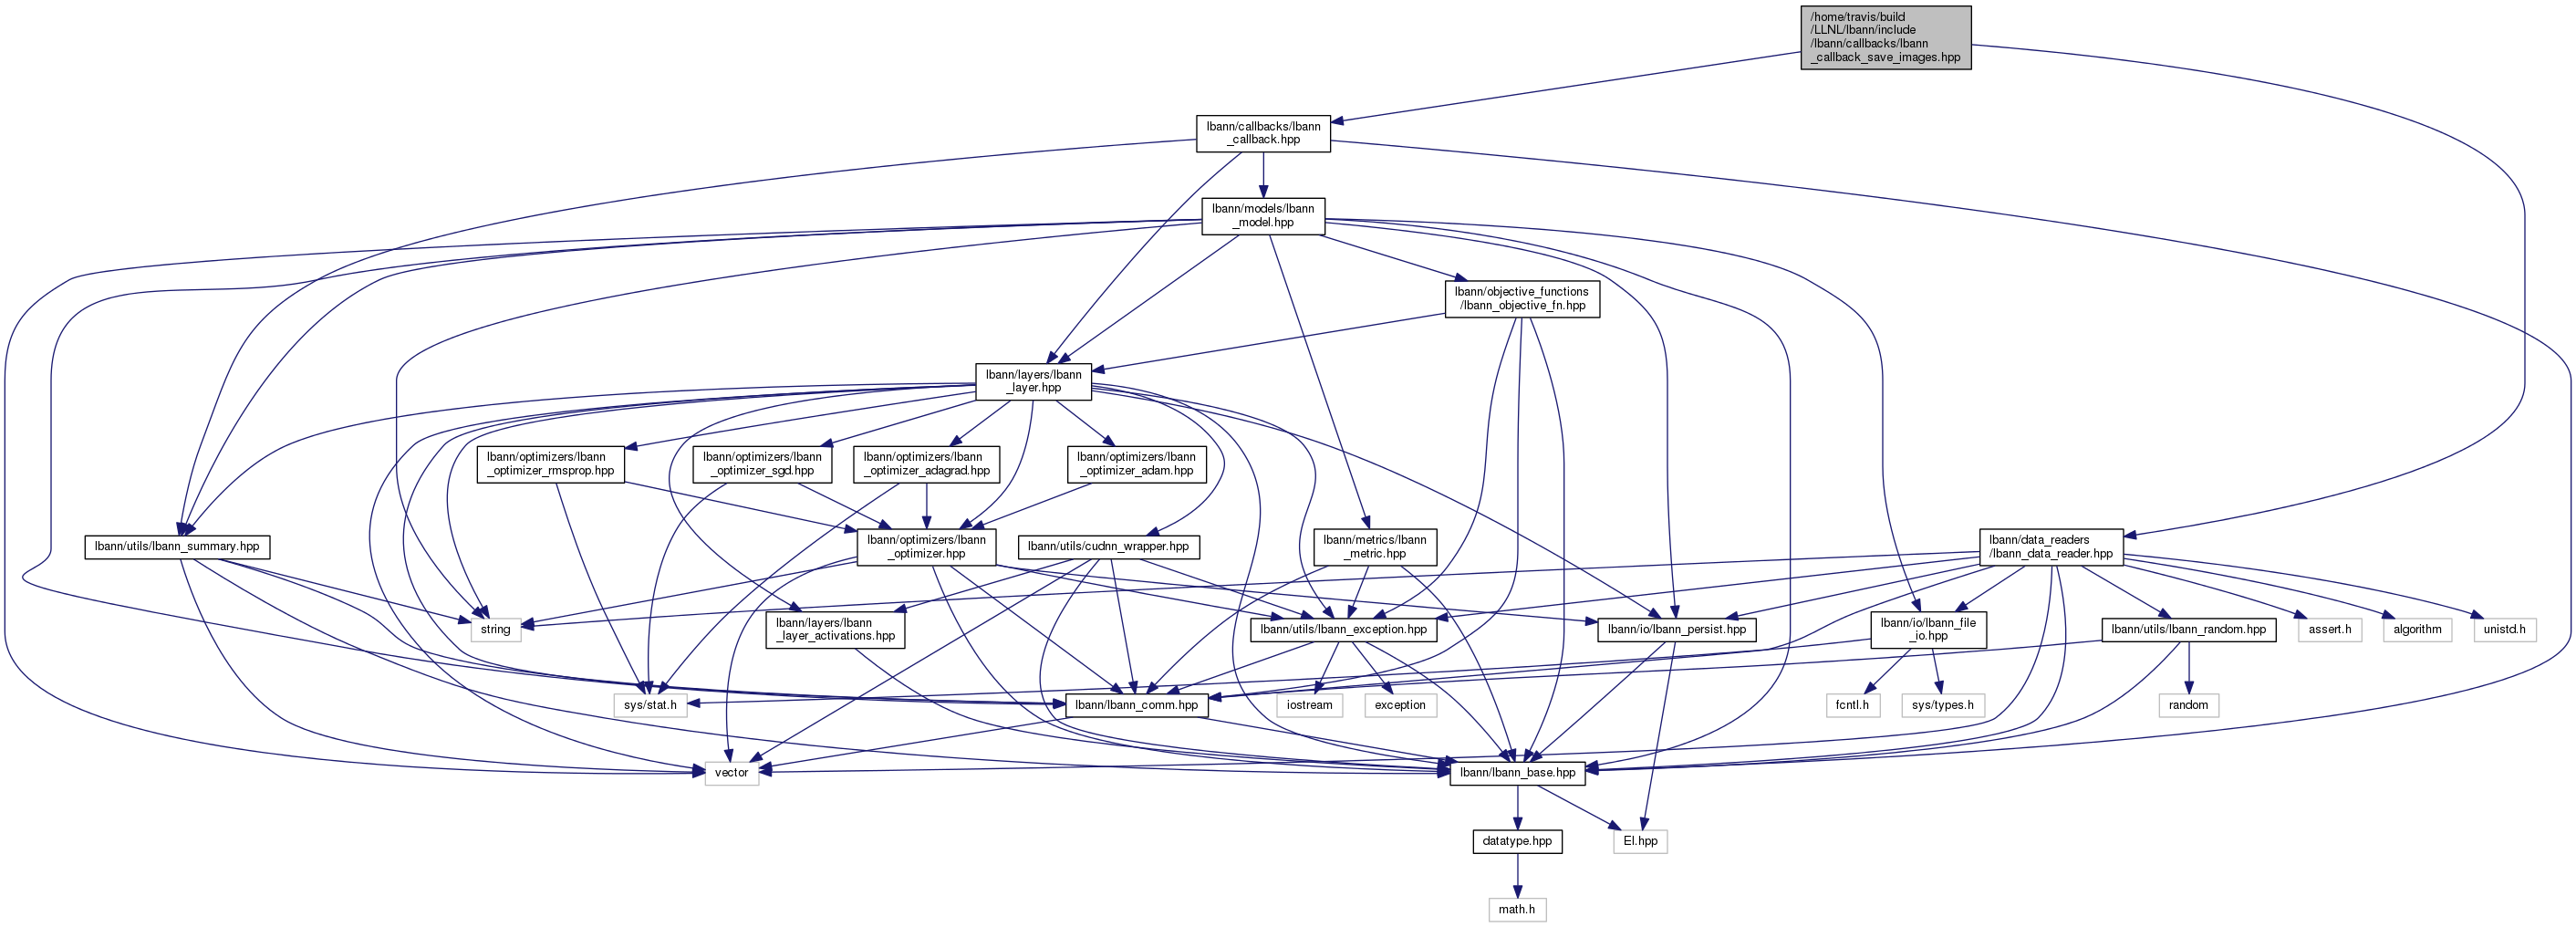 /home/travis/build
/LLNL/lbann/include
/lbann/callbacks/lbann
_callback_save_images.hpp
lbann/callbacks/lbann
_callback.hpp
lbann/models/lbann
_model.hpp
lbann/objective_functions
/lbann_objective_fn.hpp
lbann/layers/lbann
_layer.hpp
lbann/optimizers/lbann
_optimizer_rmsprop.hpp
lbann/optimizers/lbann
_optimizer_sgd.hpp
lbann/optimizers/lbann
_optimizer_adagrad.hpp
lbann/optimizers/lbann
_optimizer_adam.hpp
lbann/utils/lbann_summary.hpp
lbann/optimizers/lbann
_optimizer.hpp
lbann/utils/cudnn_wrapper.hpp
lbann/metrics/lbann
_metric.hpp
lbann/data_readers
/lbann_data_reader.hpp
string
lbann/layers/lbann
_layer_activations.hpp
lbann/utils/lbann_exception.hpp
lbann/io/lbann_persist.hpp
lbann/io/lbann_file
_io.hpp
lbann/utils/lbann_random.hpp
assert.h
algorithm
unistd.h
sys/stat.h
lbann/lbann_comm.hpp
iostream
exception
fcntl.h
sys/types.h
random
vector
lbann/lbann_base.hpp
datatype.hpp
El.hpp
math.h